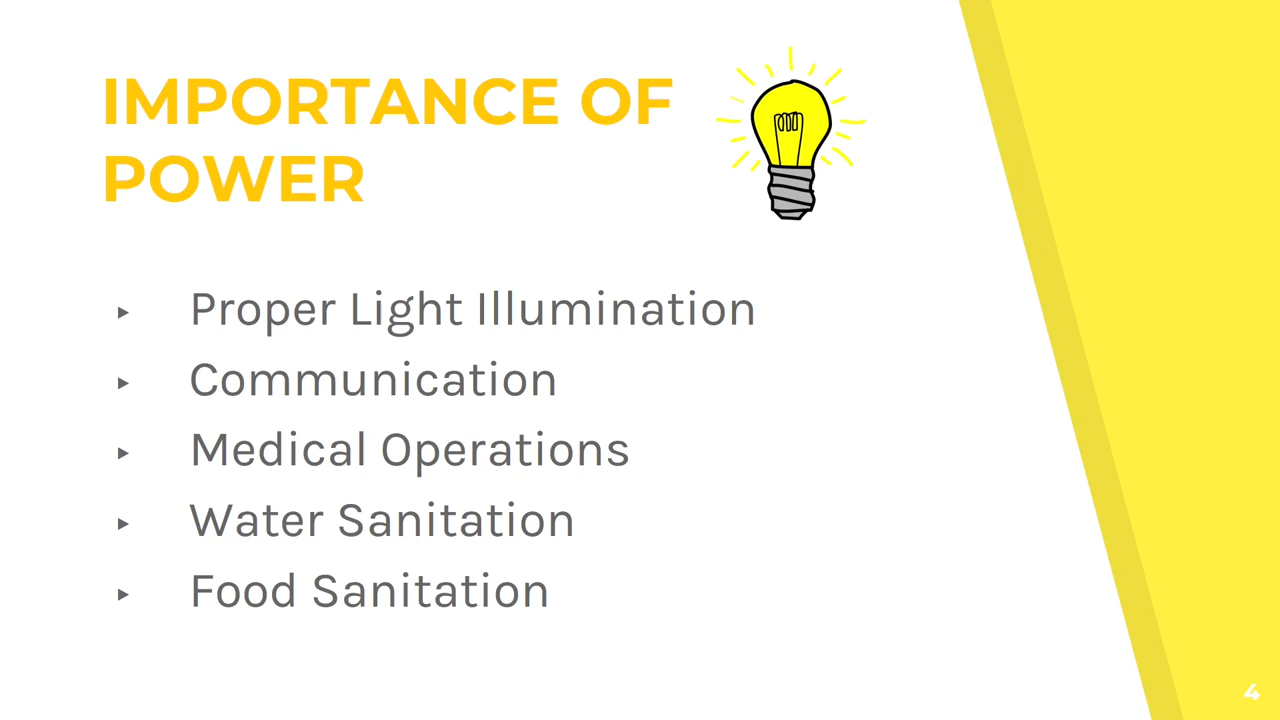 IMPORTANCE OF
POWER
▸ Proper Light Illumination
▸ Communication
▸ Medical Operations
▸ Water Sanitation
▸ Food Sanitation
4